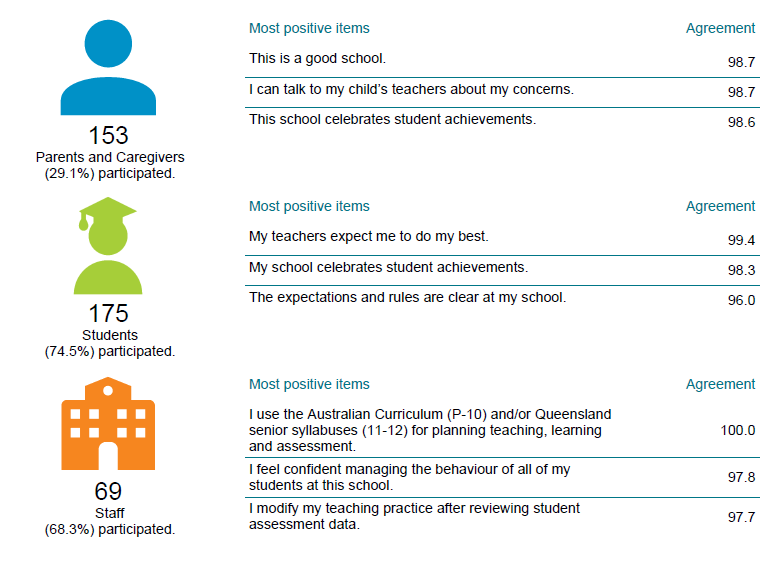 Most positive items Agreement
This is a good school. 98.7
I can talk to my child’s teachers about my concerns. 98.7
This school celebrates student achievements. 98.6
153
Parents and Caregivers
(29.1%) participated.
Most positive items Agreement
My teachers expect me to do my best. 99.4
My school celebrates student achievements. 98.3
The expectations and rules are clear at my school. 96.0
175
Students
(74.5%) participated.
Most positive items Agreement
I use the Australian Curriculum (P-10) and/or Queensland
senior syllabuses (11-12) for planning teaching, learning 100.0
and assessment.
I feel confident managing the behaviour of all of my
students at this school. 97.8
I modify my teaching practice after reviewing student
assessment data. 97.7
69
Staff
(68.3%) participated.